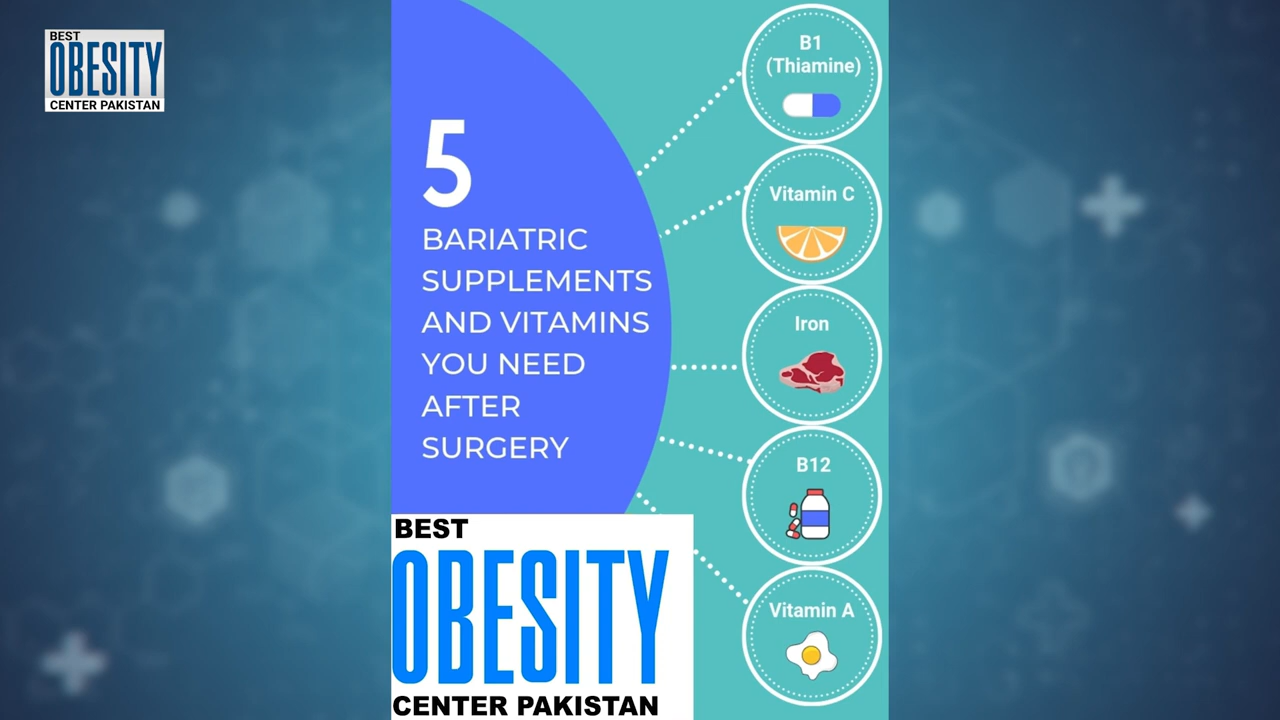 BEST
OBESITY
CENTER PAKISTAN
5
BARIATRIC
SUPPLEMENTS
AND VITAMINS
YOU NEED
AFTER
SURGERY
B1
(Thiamine)
Vitamin C
Iron
B12
Vitamin A
BEST
OBESITY
CENTER PAKISTAN